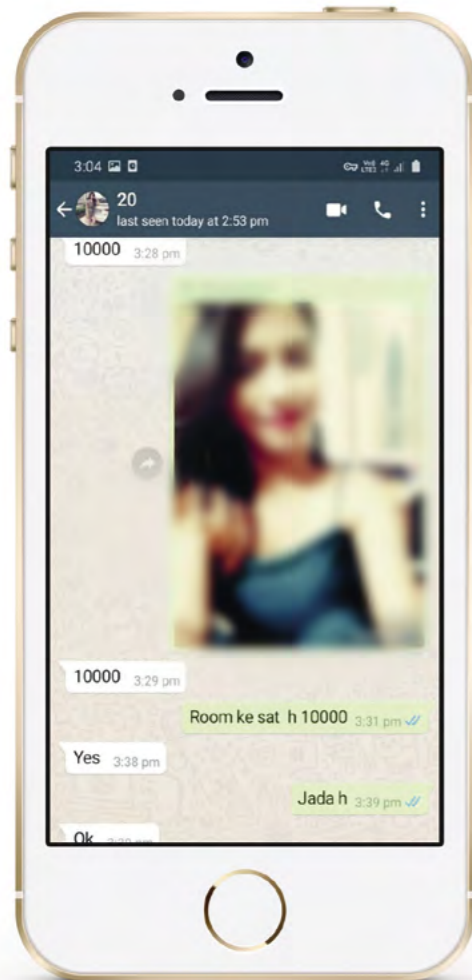 3:04
20
last seen today at 2:53 pm
10000 3:28 pm
10000 3:29 pm
Room ke sat h 10000 3:31 pm
Yes 3:38 pm
Jada h 3:39 pm
Ok